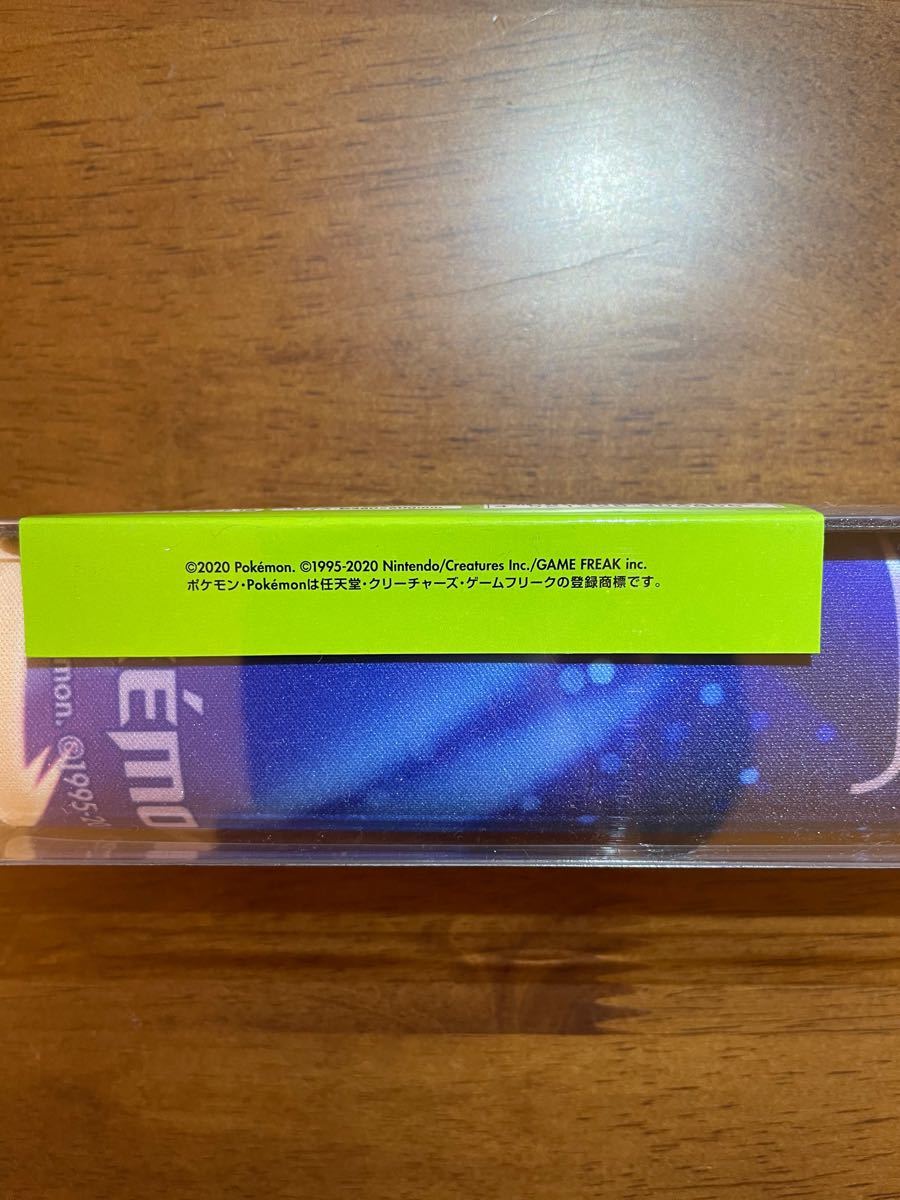 ©2020 Pokémon. ©1995-2020 Nintendo/Creatures Inc./GAME FREAK inc.
ポケモン・Pokémonは任天堂・クリーチャーズ・ゲームフリークの登録商標です。
mon. ©1995-2
ÉMO